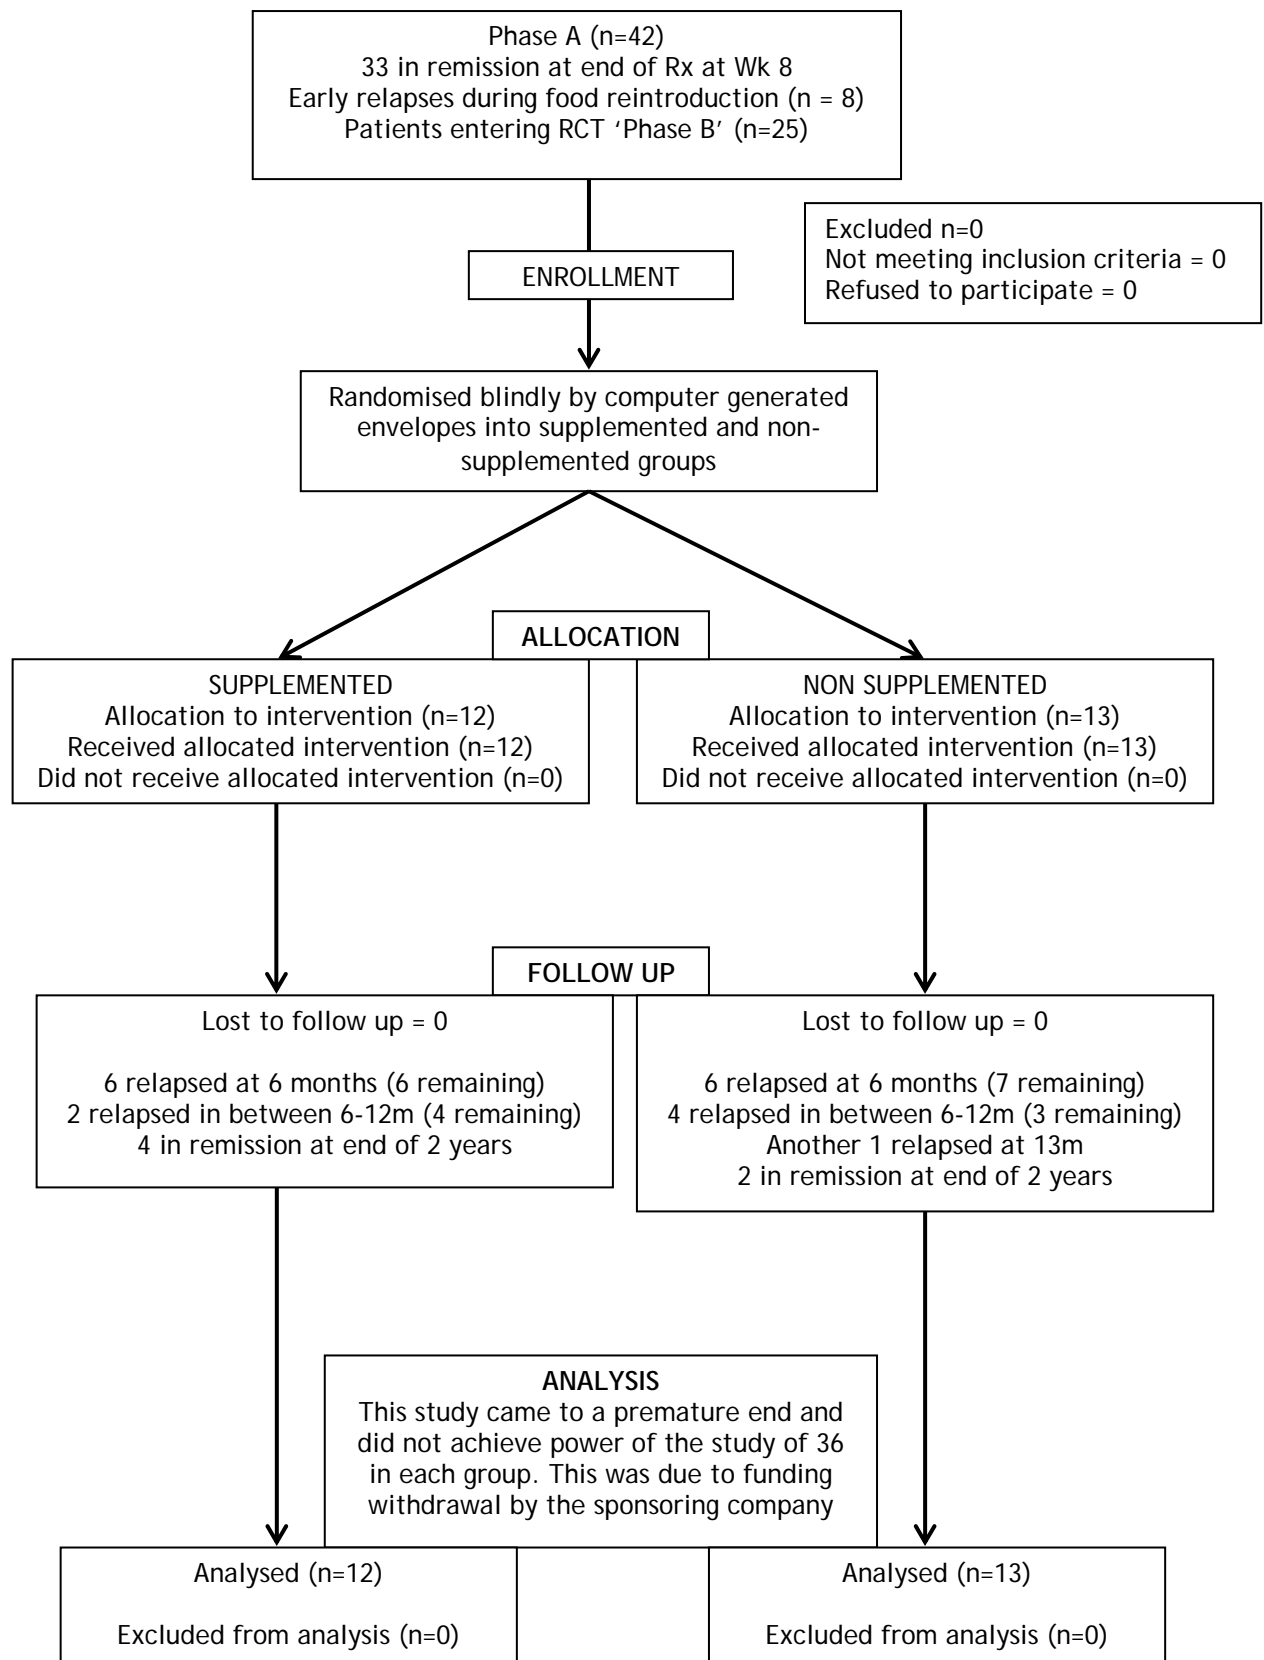 Phase A (n=42)
33 in remission at end of Rx at Wk 8
Early relapses during food reintroduction (n = 8)
Patients entering RCT ‘Phase B’ (n=25)
Excluded n=0
Not meeting inclusion criteria = 0
Refused to participate = 0
ENROLLMENT
Randomised blindly by computer generated
envelopes into supplemented and non-
supplemented groups
ALLOCATION
SUPPLEMENTED
Allocation to intervention (n=12)
Received allocated intervention (n=12)
Did not receive allocated intervention (n=0)
NON SUPPLEMENTED
Allocation to intervention (n=13)
Received allocated intervention (n=13)
Did not receive allocated intervention (n=0)
FOLLOW UP
Lost to follow up = 0
6 relapsed at 6 months (6 remaining)
2 relapsed in between 6-12m (4 remaining)
4 in remission at end of 2 years
Lost to follow up = 0
6 relapsed at 6 months (7 remaining)
4 relapsed in between 6-12m (3 remaining)
Another 1 relapsed at 13m
2 in remission at end of 2 years
ANALYSIS
This study came to a premature end and
did not achieve power of the study of 36
in each group. This was due to funding
withdrawal by the sponsoring company
Analysed (n=12)
Excluded from analysis (n=0)
Analysed (n=13)
Excluded from analysis (n=0)